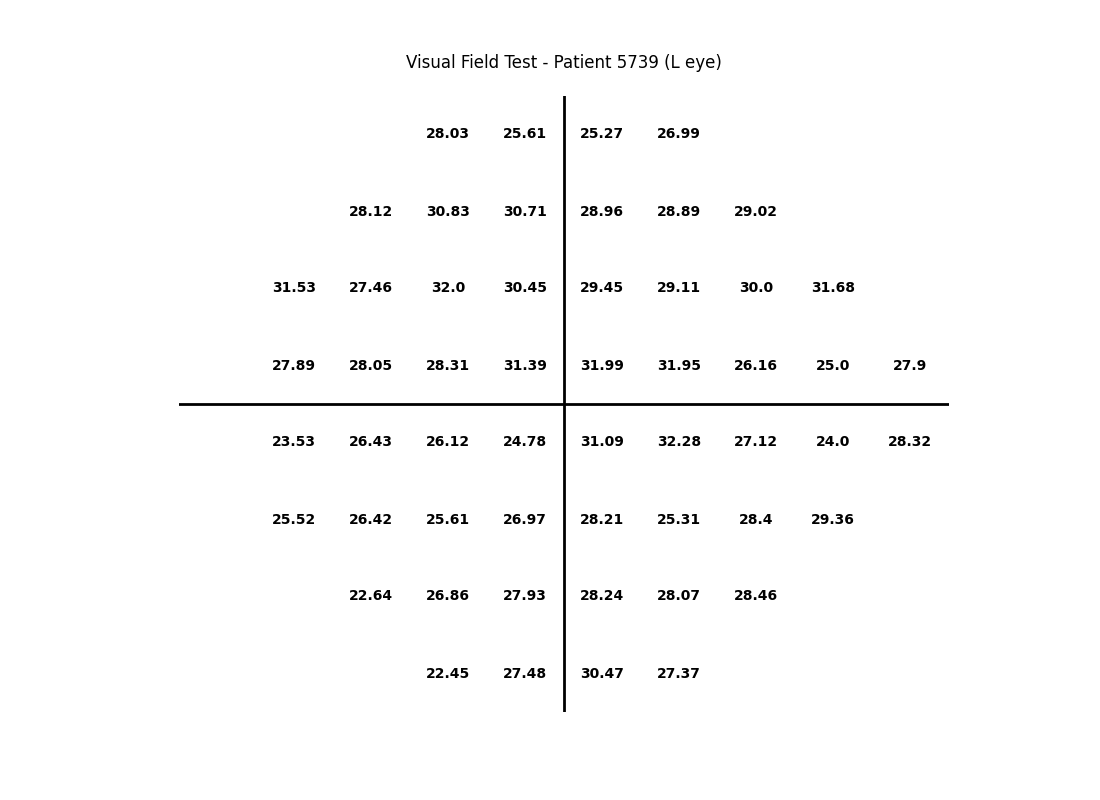 Visual Field Test - Patient 5739 (L eye)
28.03 25.61 25.27 26.99
28.12 30.83 30.71 28.96 28.89 29.02
31.53 27.46 32.0 30.45 29.45 29.11 30.0 31.68
27.89 28.05 28.31 31.39 31.99 31.95 26.16 25.0 27.9
23.53 26.43 26.12 24.78 31.09 32.28 27.12 24.0 28.32
25.52 26.42 25.61 26.97 28.21 25.31 28.4 29.36
22.64 26.86 27.93 28.24 28.07 28.46
22.45 27.48 30.47 27.37